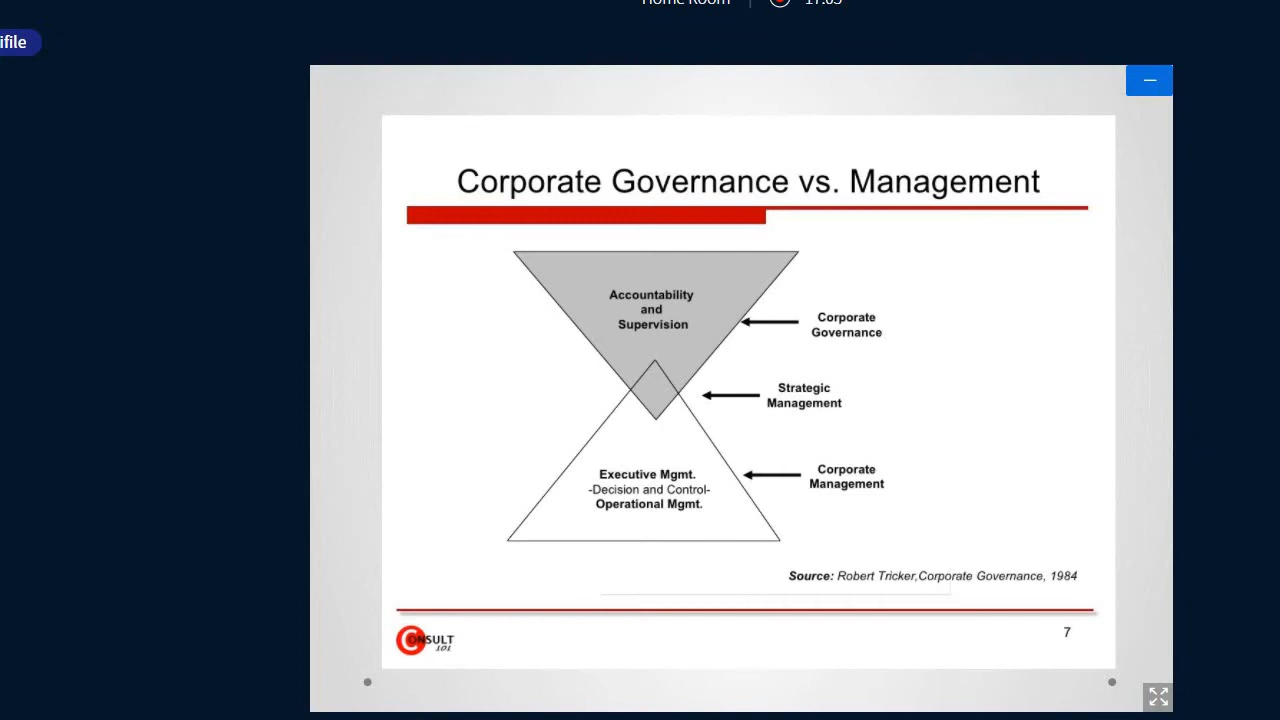 Home Room
17:05
ifile
Corporate Governance vs. Management
Accountability
and
Supervision
Corporate
Governance
Strategic
Management
Executive Mgmt.
-Decision and Control-
Operational Mgmt.
Corporate
Management
Source: Robert Tricker,Corporate Governance, 1984
CONSULT
101
7